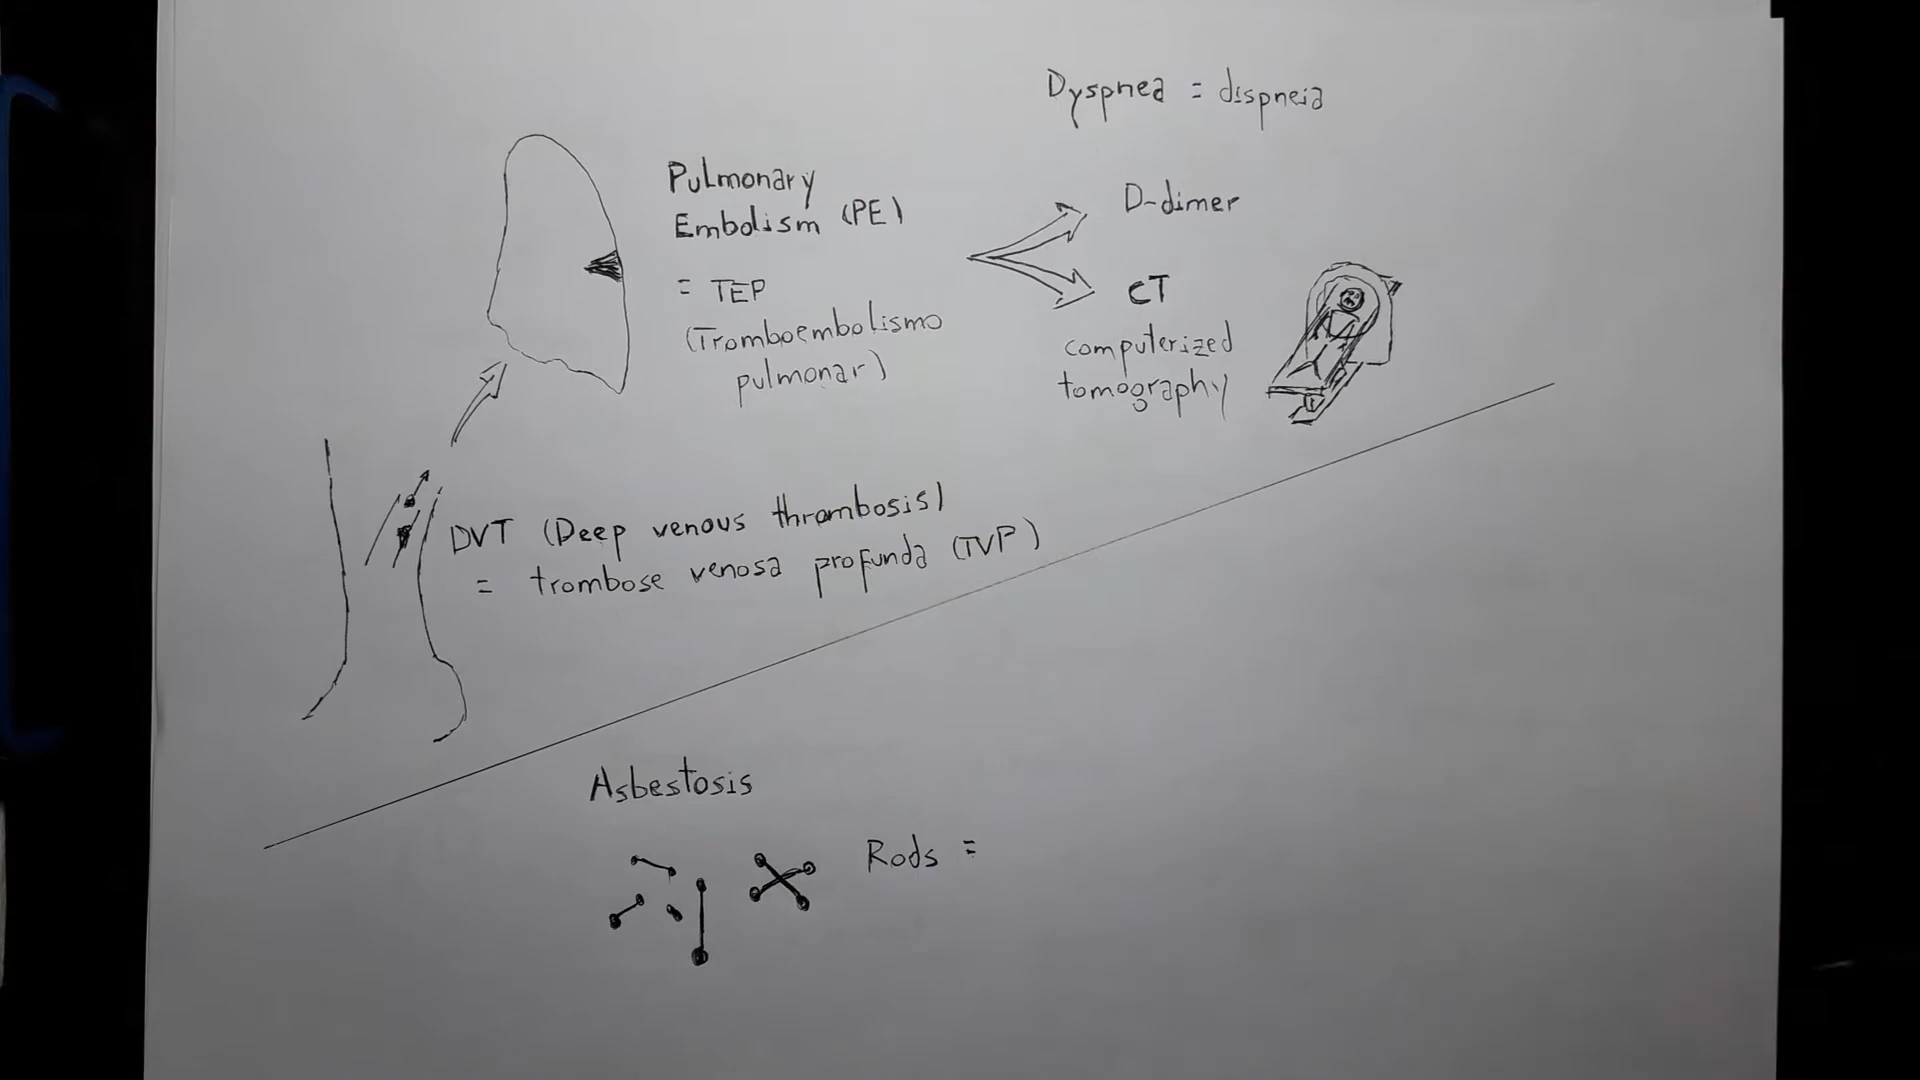 Dyspnea = dispneia
Pulmonary
Embolism (PE)
= TEP
(Tromboembolismo
pulmonar)
D-dimer
CT
computerized
tomography
DVT (Deep venous thrombosis)
= trombose venosa profunda (TVP)
Asbestosis
Rods =